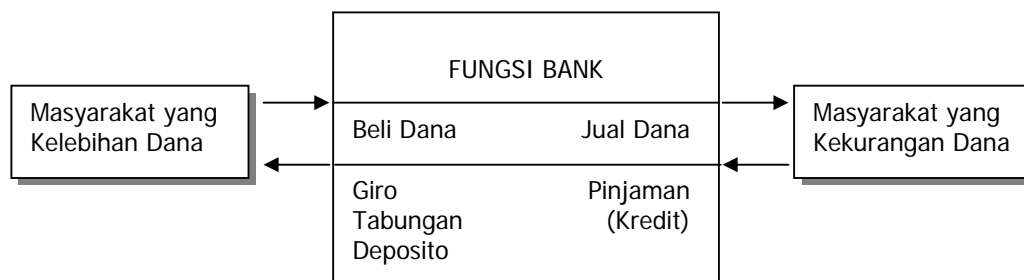 FUNGSI BANK
Masyarakat yang
Kelebihan Dana
Beli Dana
Jual Dana
Giro
Tabungan
Deposito
Pinjaman
(Kredit)
Masyarakat yang
Kekurangan Dana